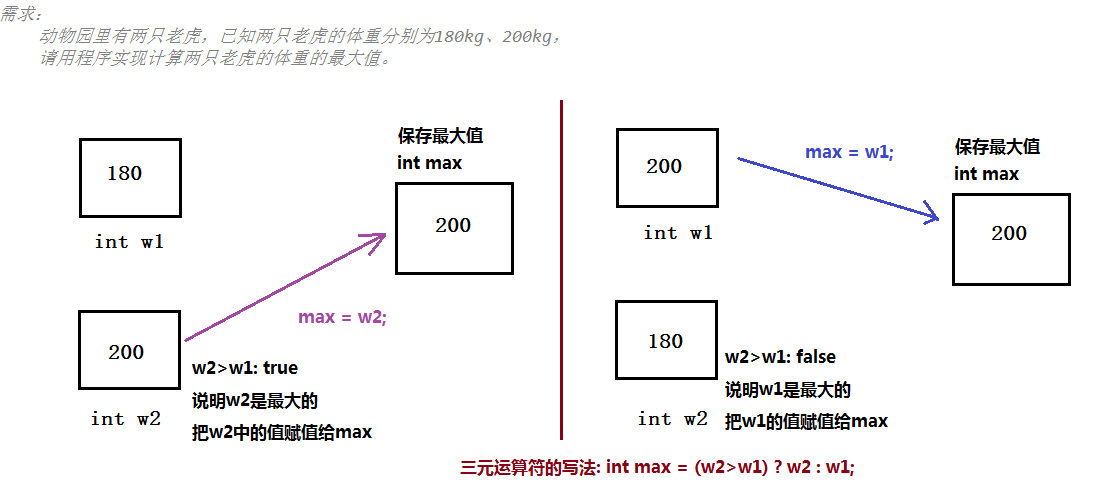 需求：
动物园里有两只老虎，已知两只老虎的体重分别为180kg、200kg，
请用程序实现计算两只老虎的体重的最大值。
180
int w1
200
int w2
保存最大值
int max
200
max = w2;
w2>w1: true
说明w2是最大的
把w2中的值赋值给max
200
int w1
180
int w2
max = w1;
保存最大值
int max
200
w2>w1: false
说明w1是最大的
把w1的值赋值给max
三元运算符的写法: int max = (w2>w1) ? w2 : w1;